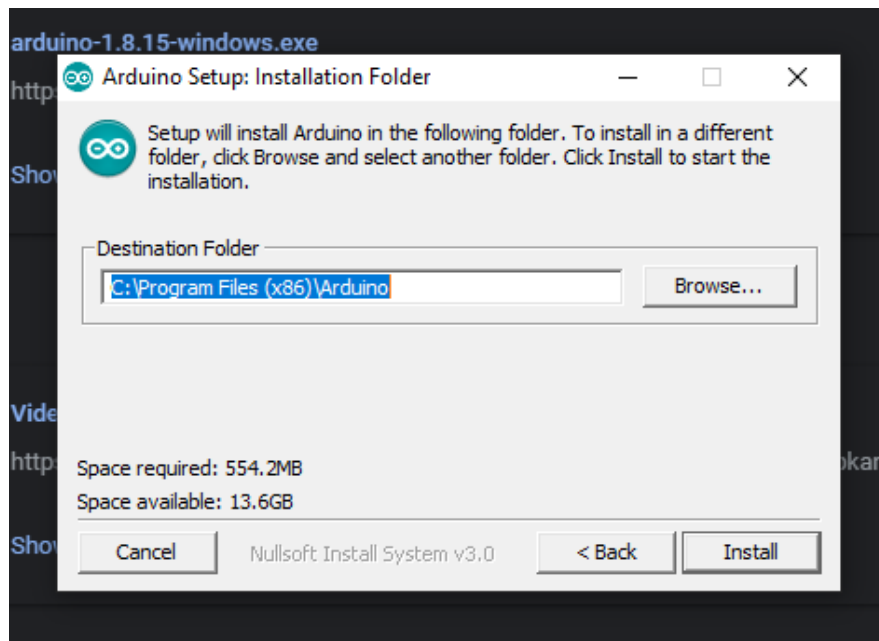 arduino-1.8.15-windows.exe
Arduino Setup: Installation Folder
http
Setup will install Arduino in the following folder. To install in a different
folder, click Browse and select another folder. Click Install to start the
installation.
Destination Folder
C:\Program Files (x86)\Arduino
Browse...
Space required: 554.2MB
Space available: 13.6GB
Cancel
Nullsoft Install System v3.0
< Back
Install